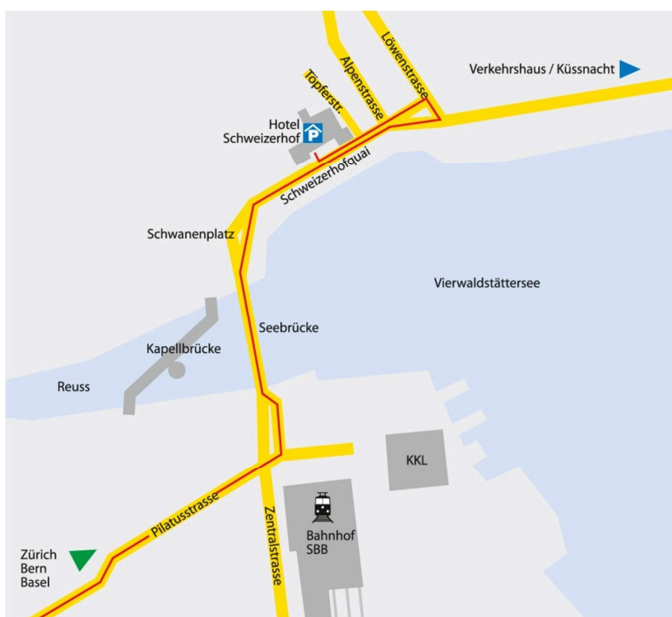 Löwenstrasse
Alpenstrasse
Töpferstr.
Verkehrshaus / Küssnacht
Hotel
Schweizerhof
P
Schweizerhofquai
Schwanenplatz
Vierwaldstättersee
Seebrücke
Kapellbrücke
Reuss
KKL
Pilatusstrasse
Zentralstrasse
Bahnhof
SBB
Zürich
Bern
Basel